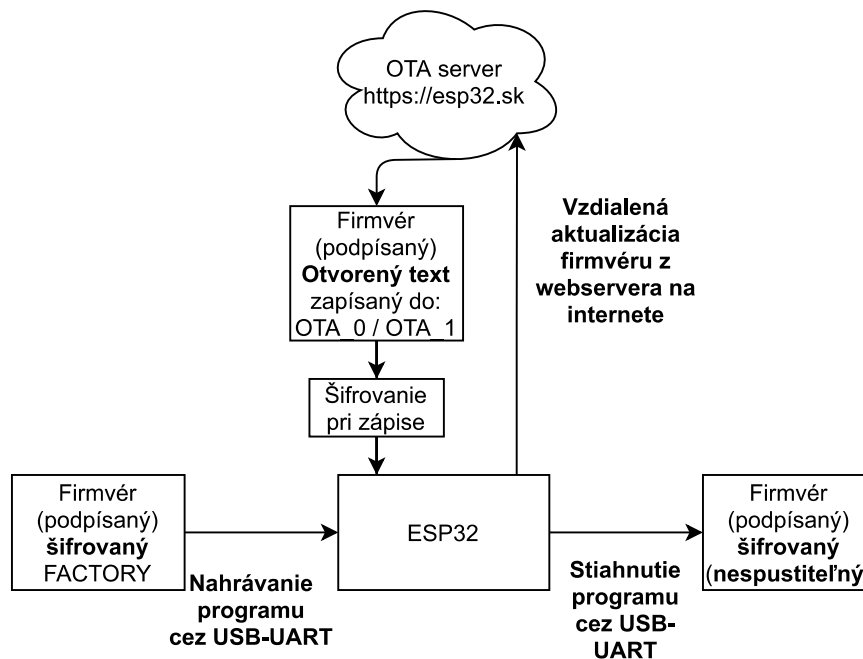 OTA server
https://esp32.sk
Firmvér
(podpísaný)
Otvorený text
zapísaný do:
OTA_0 / OTA_1
Vzdialená
aktualizácia
firmvéru z
webservera na
internete
Šifrovanie
pri zápise
Firmvér
(podpísaný)
šifrovaný
FACTORY
Nahrávanie
programu
cez USB-UART
ESP32
Stiahnutie
programu
cez USB-
UART
Firmvér
(podpísaný)
šifrovaný
(nespustiteľný)